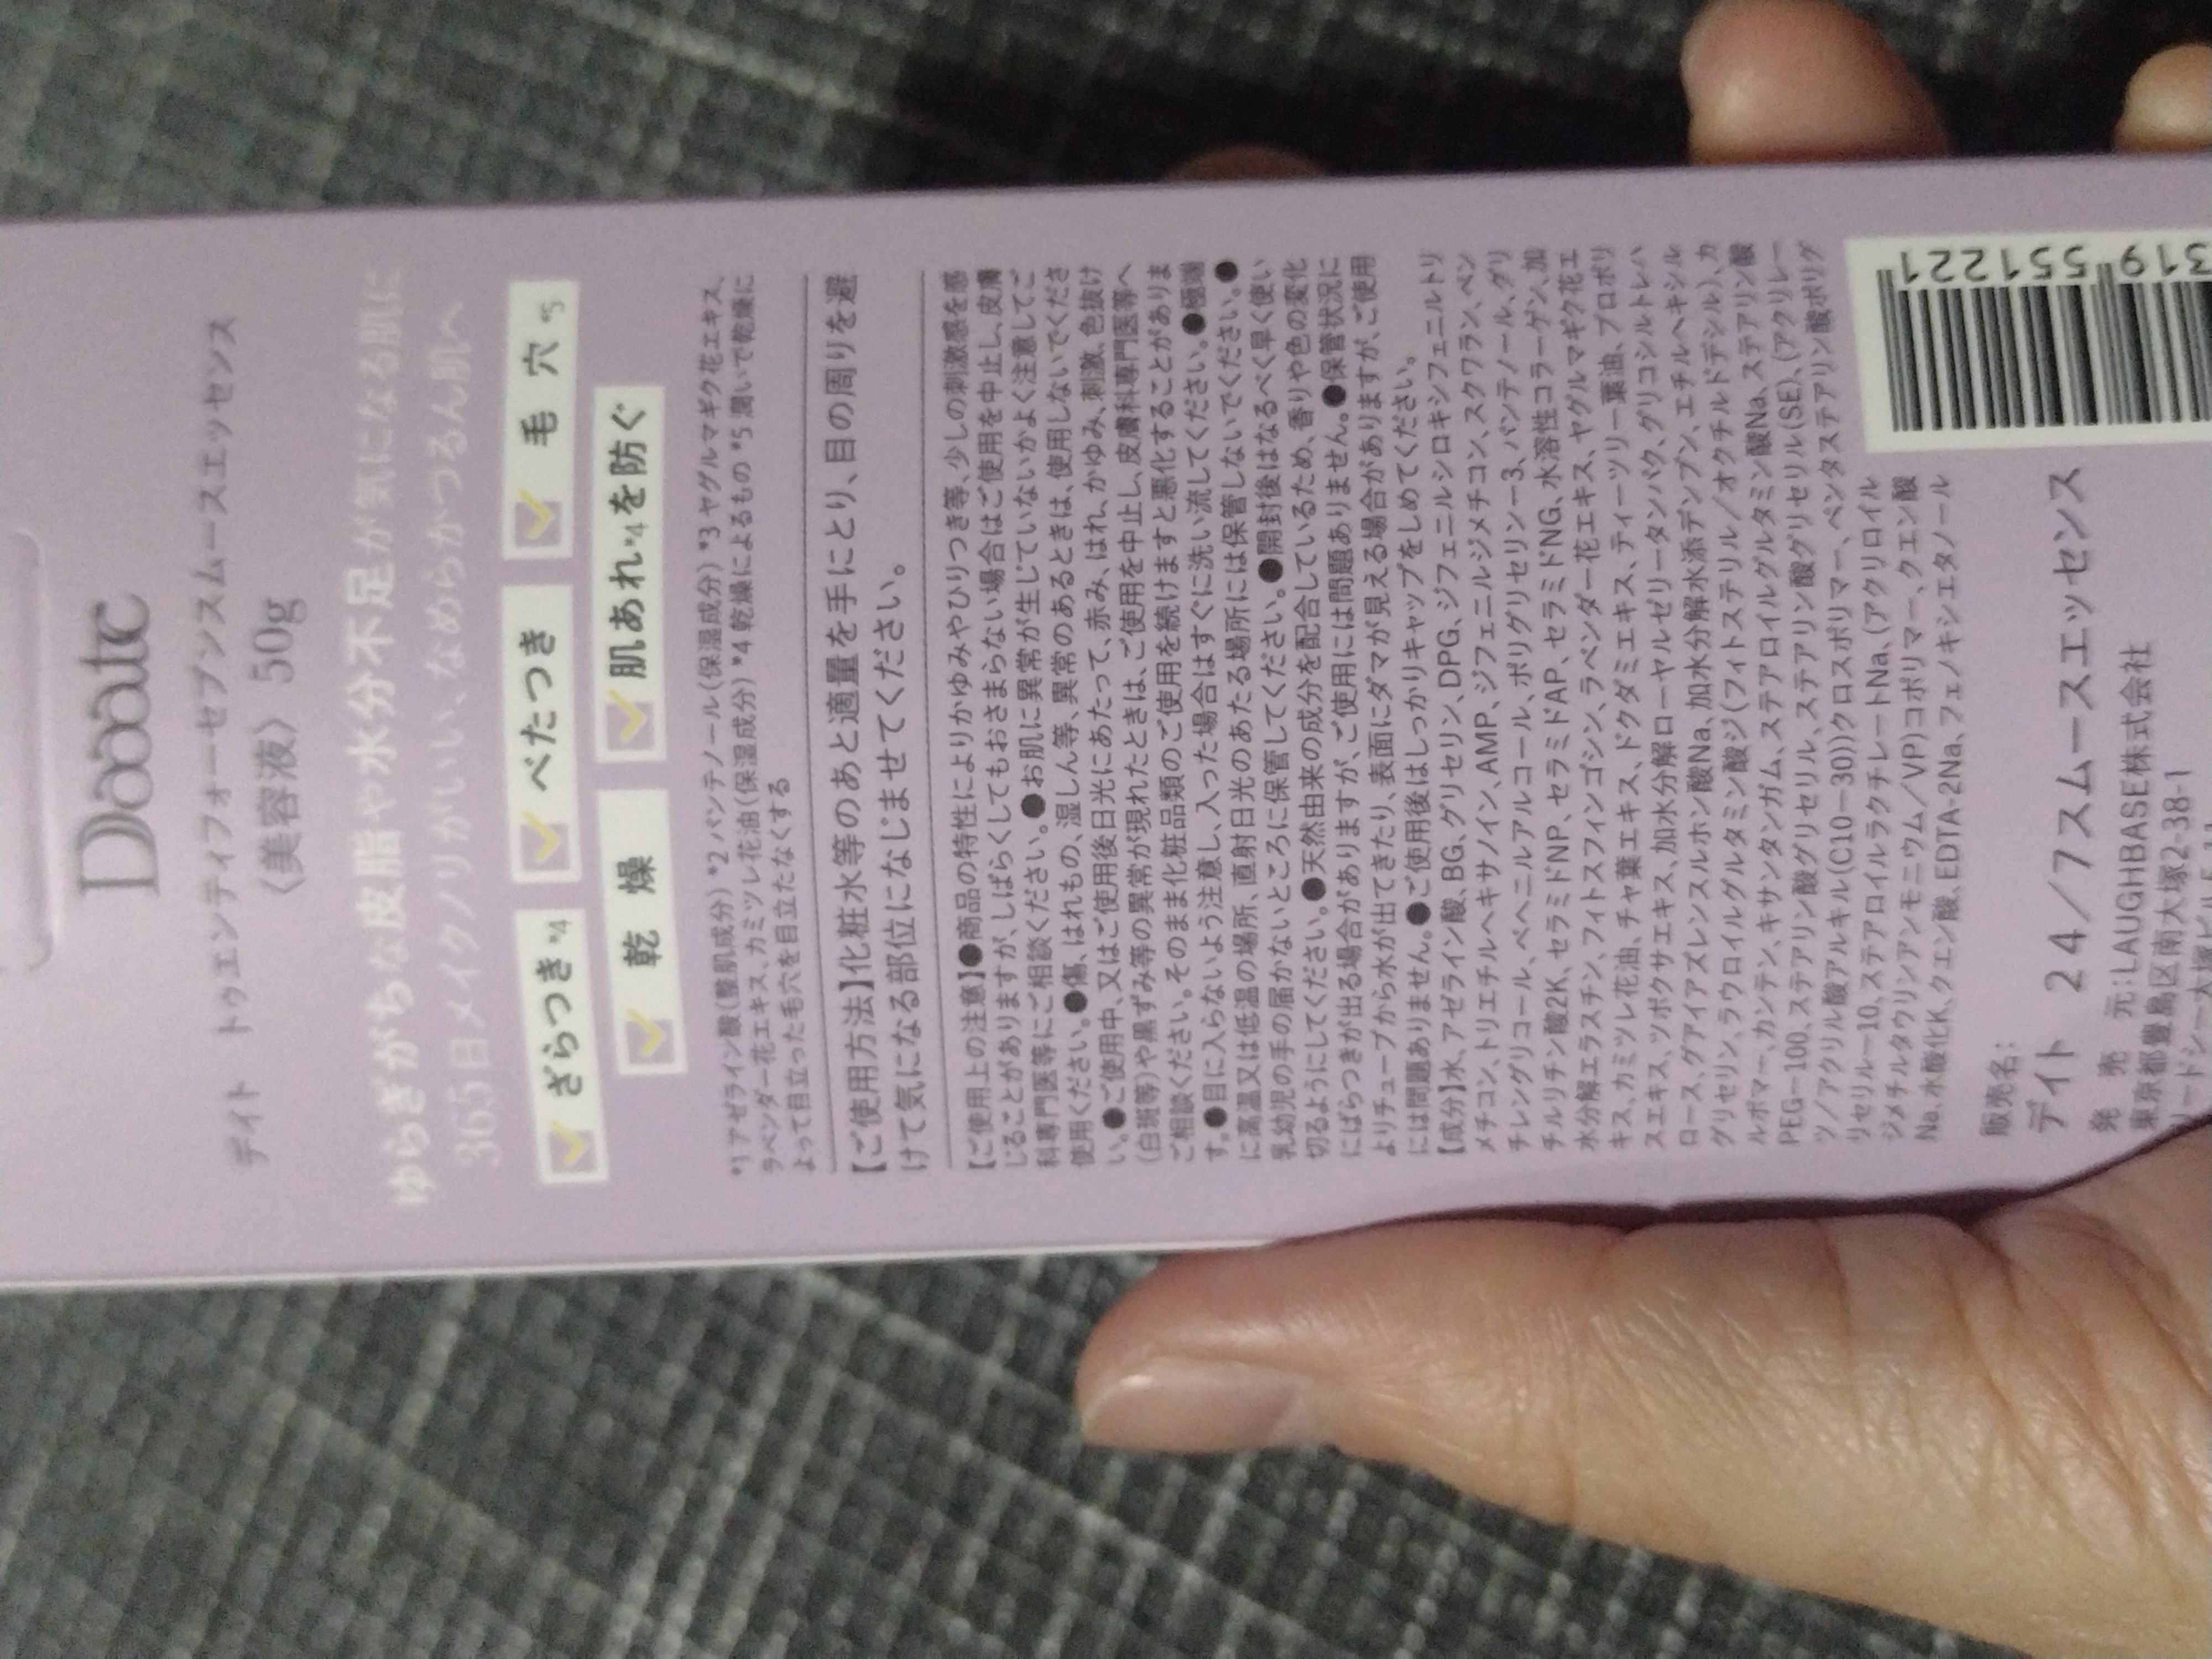 Dööatc
デイト トゥエンティフォーセブンスムースエッセンス
〈美容液〉 50g
ゆらぎがちな皮脂や水分不足が気になる肌に
365日メイクノリがいい、なめらかつるん肌へ
ざらつき*4 べたつき 毛穴*5
乾燥 肌あれ*4を防ぐ
*1アゼライン酸(整肌成分) *2 パンテノール(保湿成分) *3 ヤグルマギク花エキス、
ラベンダー花エキス、カミツレ花油(保湿成分) *4 乾燥によるもの *5 潤いで乾燥に
よって目立った毛穴を目立たなくする
【ご使用方法】化粧水等のあと適量を手にとり、目の周りを避
けて気になる部位になじませてください。
【ご使用上の注意】●商品の特性によりかゆみやひりつき等、少しの刺激感を感
じることがありますが、しばらくしてもおさまらない場合はご使用を中止し、皮膚
科専門医等にご相談ください。●お肌に異常が生じていないかよく注意してご
使用ください。●傷、はれもの、湿しん等、異常のあるときは、使用しないでくださ
い。●ご使用中、又はご使用後日光にあたって、赤み、はれ、かゆみ、刺激、色抜け
(白斑等)や黒ずみ等の異常が現れたときは、ご使用を中止し、皮膚科専門医等へ
ご相談ください。そのまま化粧品類のご使用を続けますと悪化することがありま
す。●目に入らないよう注意し、入った場合はすぐに洗い流してください。●極端
に高温又は低温の場所、直射日光のあたる場所には保管しないでください。●
乳幼児の手の届かないところに保管してください。●開封後はなるべく早く使い
切るようにしてください。●天然由来の成分を配合しているため、香りや色の変化
にばらつきが出る場合がありますが、ご使用には問題ありません。●保管状況に
よりチューブから水が出てきたり、表面にダマが見える場合がありますが、ご使用
には問題ありません。●ご使用後はしっかりキャップをしめてください。
【成分】水、アゼライン酸、BG、グリセリン、DPG、ジフェニルシロキシフェニルトリ
メチコン、トリエチルヘキサノイン、AMP、ジフェニルジメチコン、スクワラン、ペン
チレングリコール、ベヘニルアルコール、ポリグリセリン-3、パンテノール、グリ
チルリチン酸2K、セラミドNP、セラミドAP、セラミドNG、水溶性コラーゲン、加
水分解エラスチン、フィトスフィンゴシン、ラベンダー花エキス、ヤグルマギク花エ
キス、カミツレ花油、チャ葉エキス、ドクダミエキス、ティーツリー葉油、プロポリ
スエキス、ツボクサエキス、加水分解ローヤルゼリータンパク、グリコシルトレハ
ロース、グアイアズレンスルホン酸Na、加水分解水添デンプン、エチルヘキシル
グリセリン、ラウロイルグルタミン酸ジ(フィトステリル/オクチルドデシル)、カ
ルボマー、カンテン、キサンタンガム、ステアロイルグルタミン酸Na、ステアリン酸
PEG-100、ステアリン酸グリセリル、ステアリン酸グリセリル(SE)、(アクリレー
ツ/アクリル酸アルキル(C10-30))クロスポリマー、ペンタステアリン酸ポリグ
リセリル-10、ステアロイルラクチレートNa、(アクリロイル
ジメチルタウリンアンモニウム/VP)コポリマー、クエン酸
Na、水酸化K、クエン酸、EDTA-2Na、フェノキシエタノール
販売名:
デイト 24/7スムースエッセンス
発売元:LAUGHBASE株式会社
東京都豊島区南大塚2-38-1
319 551221